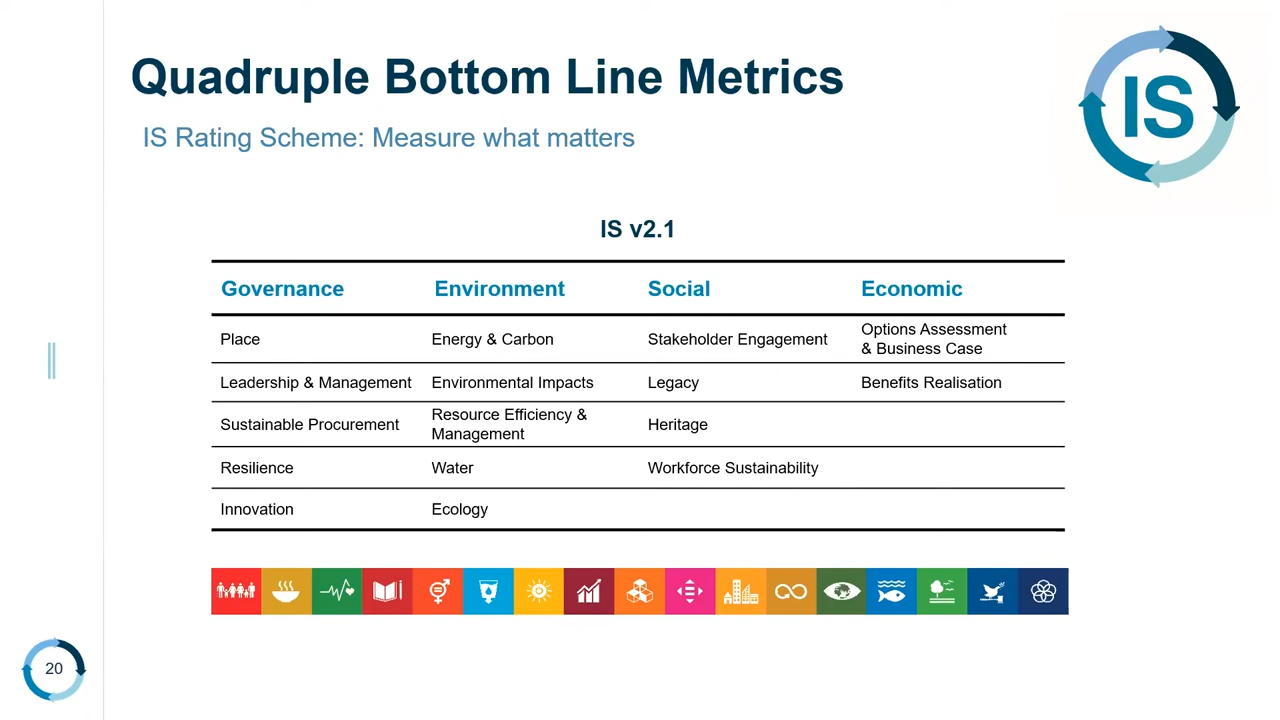 Quadruple Bottom Line Metrics
IS Rating Scheme: Measure what matters
IS
IS v2.1
Governance Environment Social Economic
Place Energy & Carbon Stakeholder Engagement Options Assessment
& Business Case
Leadership & Management Environmental Impacts Legacy Benefits Realisation
Sustainable Procurement Resource Efficiency &
Management Heritage
Resilience Water Workforce Sustainability
Innovation Ecology
20